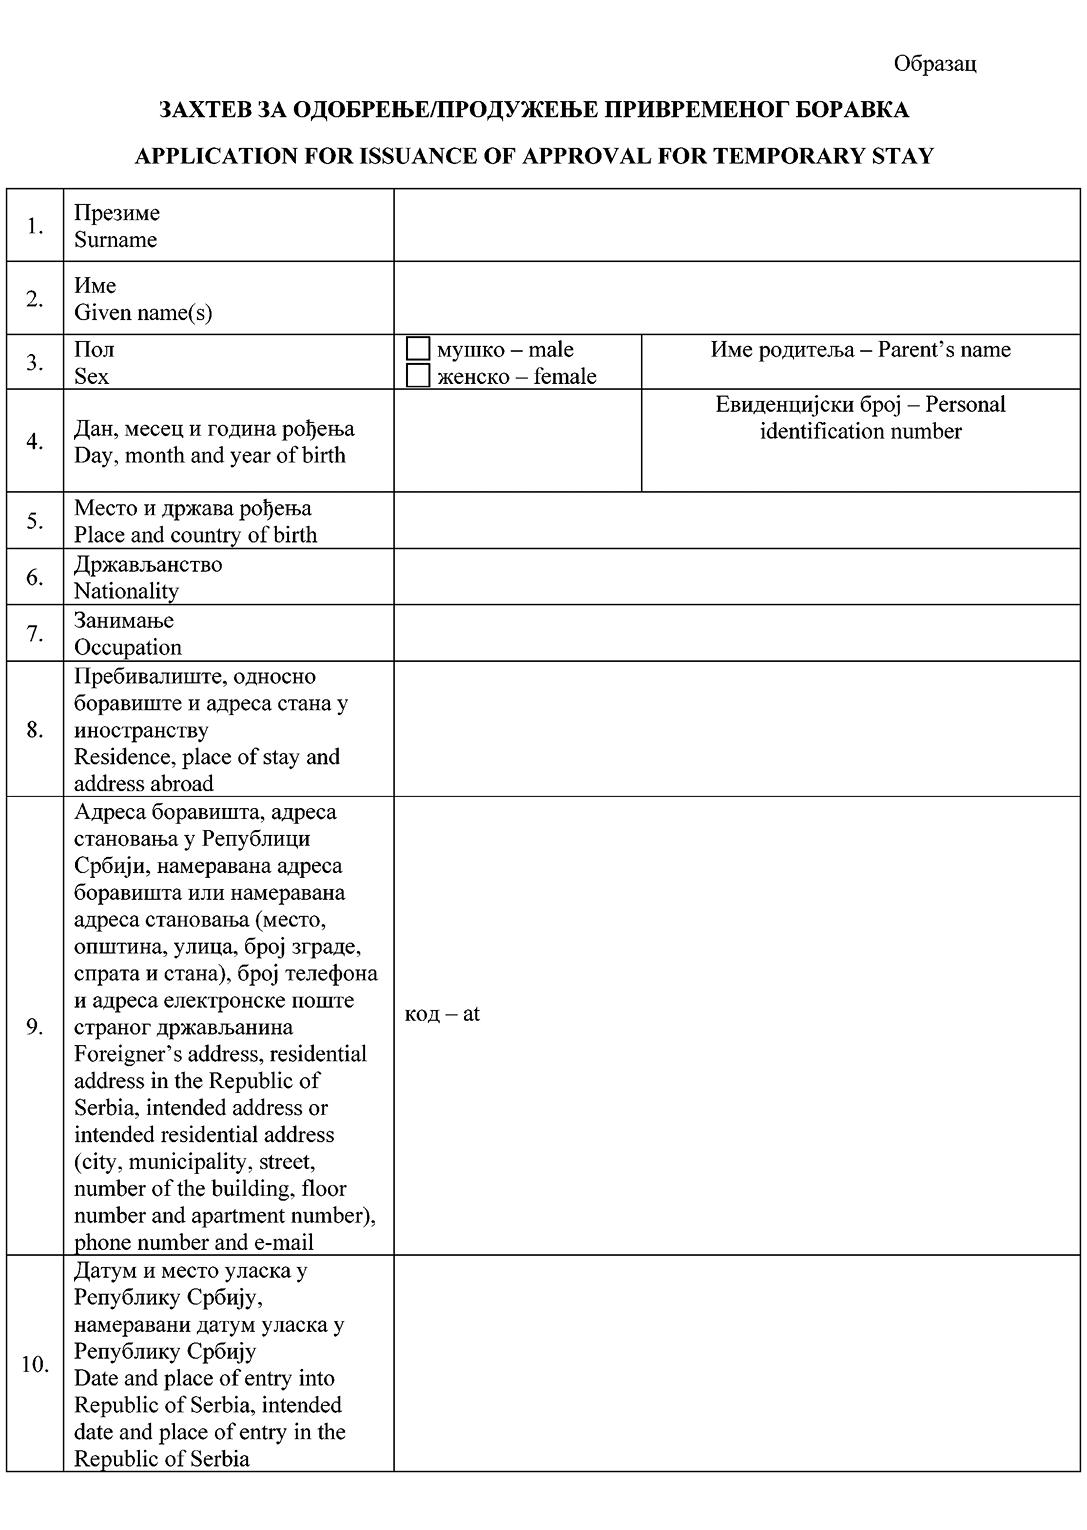 Образац
ЗАХТЕВ ЗА ОДОБРЕЊЕ/ПРОДУЖЕЊЕ ПРИВРЕМЕНОГ БОРАВКА
APPLICATION FOR ISSUANCE OF APPROVAL FOR TEMPORARY STAY
1.
Презиме
Surname
2.
Име
Given name(s)
3.
Пол
Sex
мушко – male
женско – female
Име родитеља – Parent’s name
4.
Дан, месец и година рођења
Day, month and year of birth
Евиденцијски број – Personal
identification number
5.
Место и држава рођења
Place and country of birth
6.
Држављанство
Nationality
7.
Занимање
Occupation
8.
Пребивалиште, односно
боравиште и адреса стана у
иностранству
Residence, place of stay and
address abroad
9.
Адреса боравишта, адреса
становања у Републици
Србији, намеравана адреса
боравишта или намеравана
адреса становања (место,
општина, улица, број зграде,
спрата и стана), број телефона
и адреса електронске поште
страног држављанина
Foreigner’s address, residential
address in the Republic of
Serbia, intended address or
intended residential address
(city, municipality, street,
number of the building, floor
number and apartment number),
phone number and e-mail
код – at
10.
Датум и место уласка у
Републику Србију,
намеравани датум уласка у
Републику Србију
Date and place of entry into
Republic of Serbia, intended
date and place of entry in the
Republic of Serbia